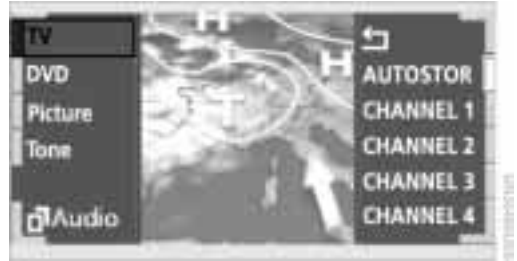 TV
DVD
Picture
Tone
Audio
H
H
T
AUTOSTOR
CHANNEL 1
CHANNEL 2
CHANNEL 3
CHANNEL 4